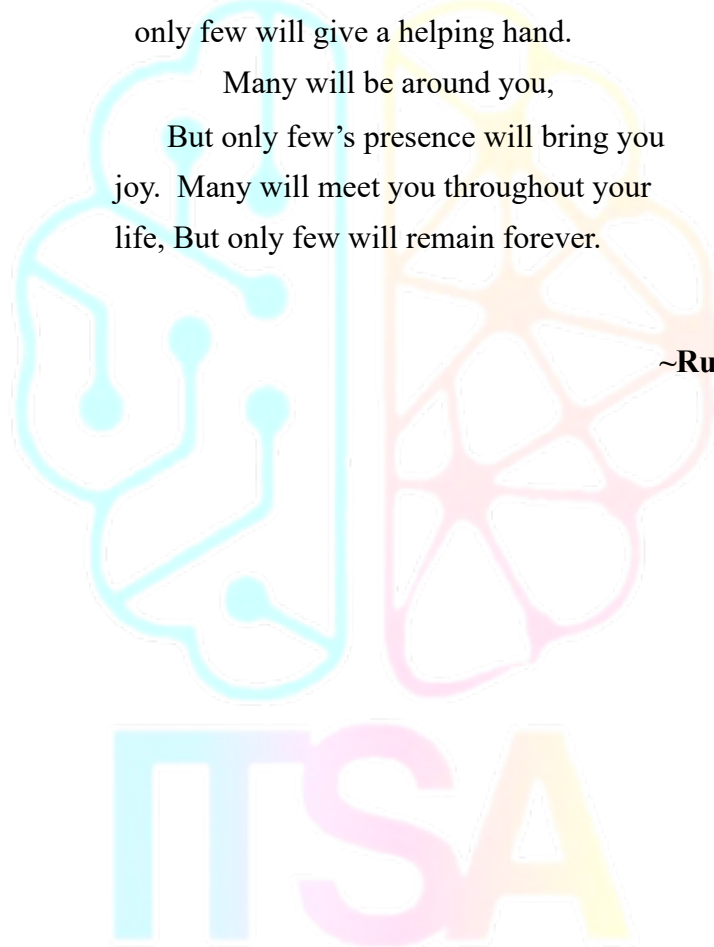 only few will give a helping hand.
Many will be around you,
But only few’s presence will bring you
joy.  Many will meet you throughout your
life, But only few will remain forever.
~Ru
ITSA